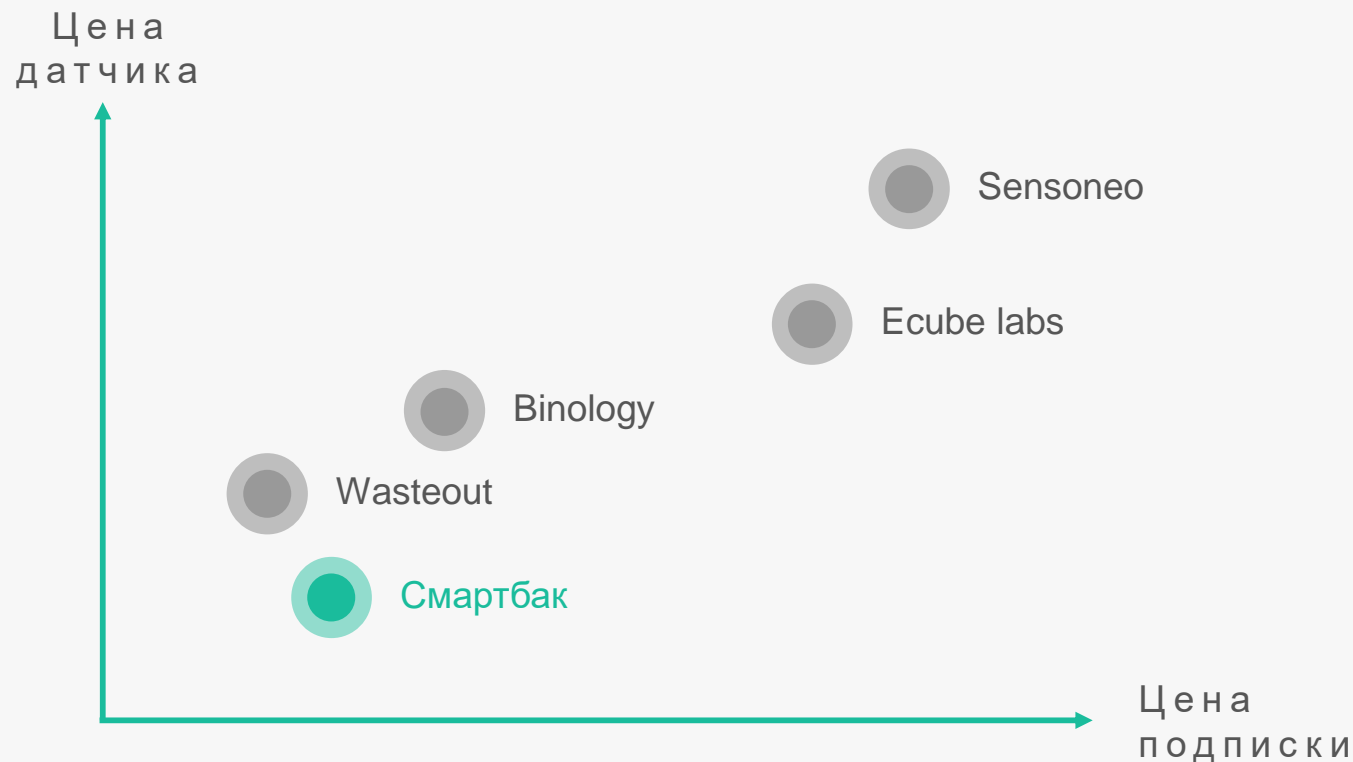 Цена
датчика
Sensoneo
Ecube labs
Binology
Wasteout
Смартбак
Цена
подписки